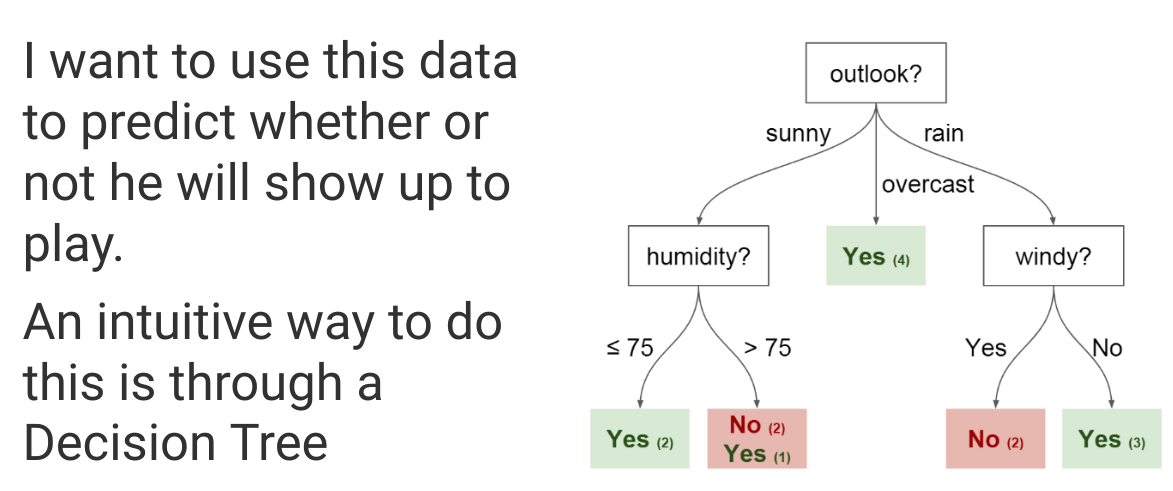 I want to use this data
to predict whether or
not he will show up to
play.
An intuitive way to do
this is through a
Decision Tree
outlook?
sunny
rain
overcast
humidity?
Yes (4)
windy?
≤ 75
> 75
Yes
No
Yes (2)
No (2)
Yes (1)
No (2)
Yes (3)